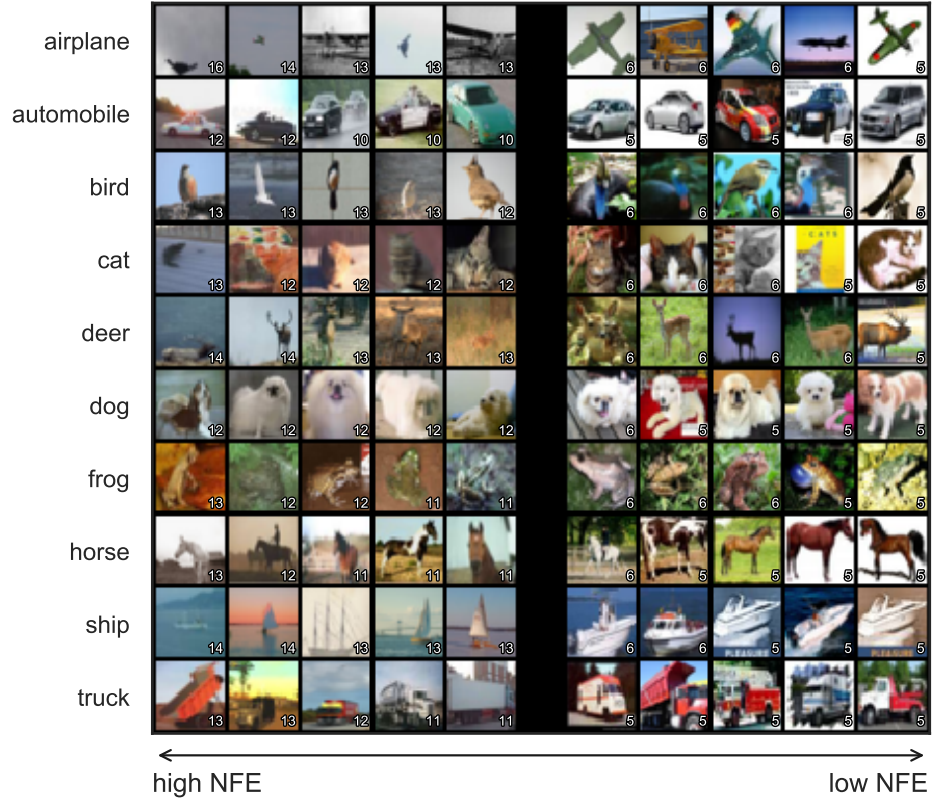 airplane 16 14 13 13 13 6 6 6 6 5
automobile 12 12 10 10 10 5 5 5 5 5
bird 13 13 13 13 12 6 6 6 6 5
cat 13 12 12 12 12 6 6 6 5 5
CATS
deer 14 14 13 13 13 6 6 6 6 5
dog 12 12 12 12 12 6 5 5 5 5
frog 13 12 12 11 11 6 6 6 5 5
horse 13 12 11 11 11 6 5 5 5 5
ship 14 14 13 13 13 6 6 5 5 5
PLEASURE PLEASURE
truck 13 13 12 11 11 5 5 5 5 5
high NFE low NFE